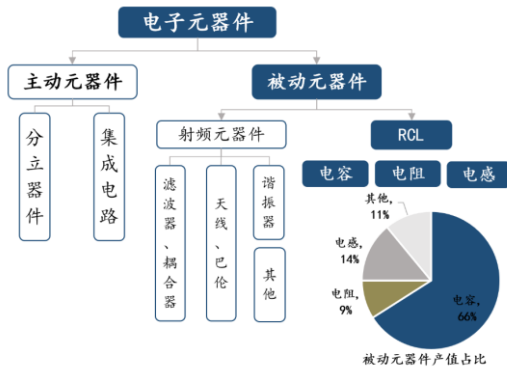 电子元器件
主动元器件
被动元器件
分立器件
集成电路
射频元器件
RCL
滤波器、耦合器
天线、巴伦
谐振器
其他
电容
电阻
电感
其他,
11%
电感,
14%
电阻,
9%
电容,
66%
被动元器件产值占比